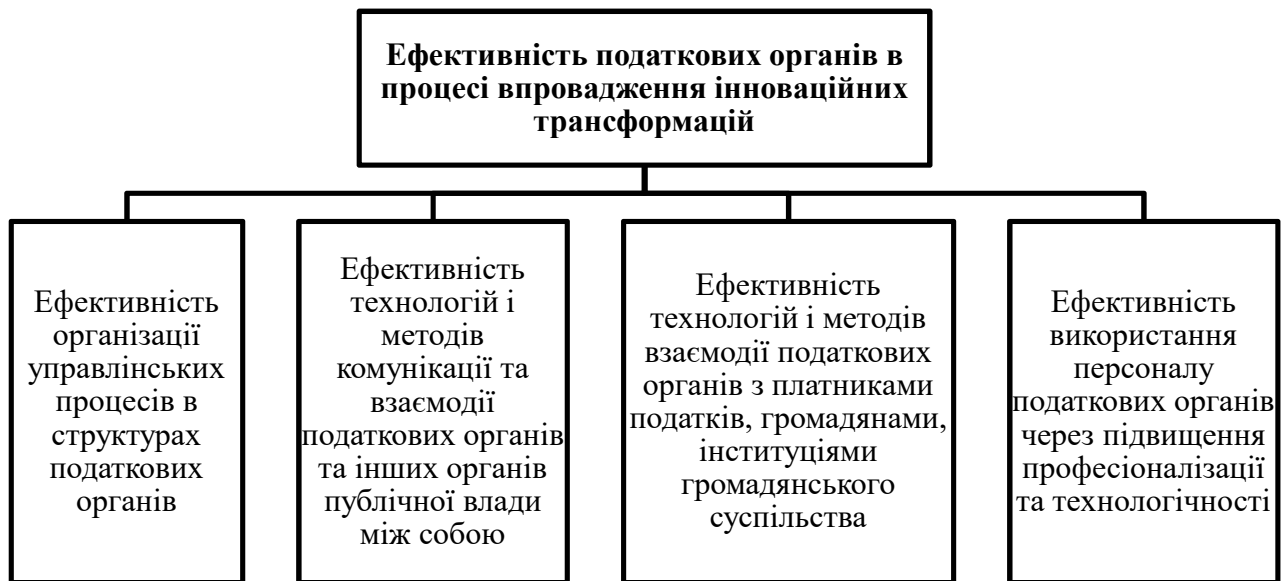 Ефективність податкових органів в
процесі впровадження інноваційних
трансформацій
Ефективність
організації
управлінських
процесів в
структурах
податкових
органів
Ефективність
технологій і
методів
комунікації та
взаємодії
податкових органів
та інших органів
публічної влади
між собою
Ефективність
технологій і методів
взаємодії податкових
органів з платниками
податків, громадянами,
інституціями
громадянського
суспільства
Ефективність
використання
персоналу
податкових органів
через підвищення
професіоналізації
та технологічності